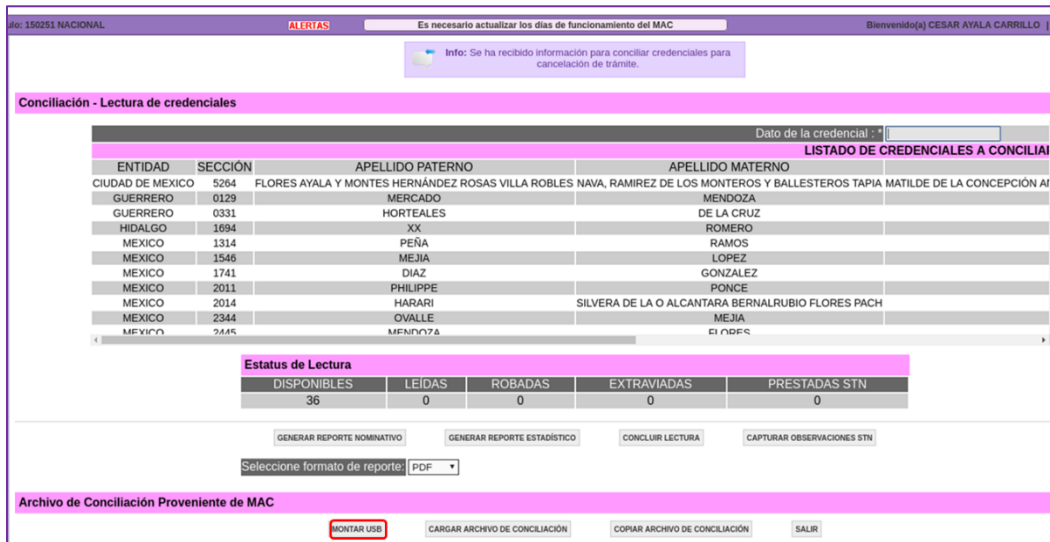 ulo: 150251 NACIONAL ALERTAS Es necesario actualizar los días de funcionamiento del MAC Bienvenido(a) CESAR AYALA CARRILLO |
Info: Se ha recibido información para conciliar credenciales para
cancelación de trámite.
Conciliación - Lectura de credenciales
Dato de la credencial : *
LISTADO DE CREDENCIALES A CONCILIAR
ENTIDAD SECCIÓN APELLIDO PATERNO APELLIDO MATERNO
CIUDAD DE MEXICO 5264 FLORES AYALA Y MONTES HERNÁNDEZ ROSAS VILLA ROBLES NAVA, RAMIREZ DE LOS MONTEROS Y BALLESTEROS TAPIA MATILDE DE LA CONCEPCIÓN AN
GUERRERO 0129 MERCADO MENDOZA
GUERRERO 0331 HORTEALES DE LA CRUZ
HIDALGO 1694 XX ROMERO
MEXICO 1314 PEÑA RAMOS
MEXICO 1546 MEJIA LOPEZ
MEXICO 1741 DIAZ GONZALEZ
MEXICO 2011 PHILIPPE PONCE
MEXICO 2014 HARARI SILVERA DE LA O ALCANTARA BERNALRUBIO FLORES PACH
MEXICO 2344 OVALLE MEJIA
MEXICO 2445 MENDOZA FLORES
Estatus de Lectura
DISPONIBLES LEÍDAS ROBADAS EXTRAVIADAS PRESTADAS STN
36 0 0 0 0
GENERAR REPORTE NOMINATIVO GENERAR REPORTE ESTADÍSTICO CONCLUIR LECTURA CAPTURAR OBSERVACIONES STN
Seleccione formato de reporte: PDF
Archivo de Conciliación Proveniente de MAC
MONTAR USB CARGAR ARCHIVO DE CONCILIACIÓN COPIAR ARCHIVO DE CONCILIACIÓN SALIR